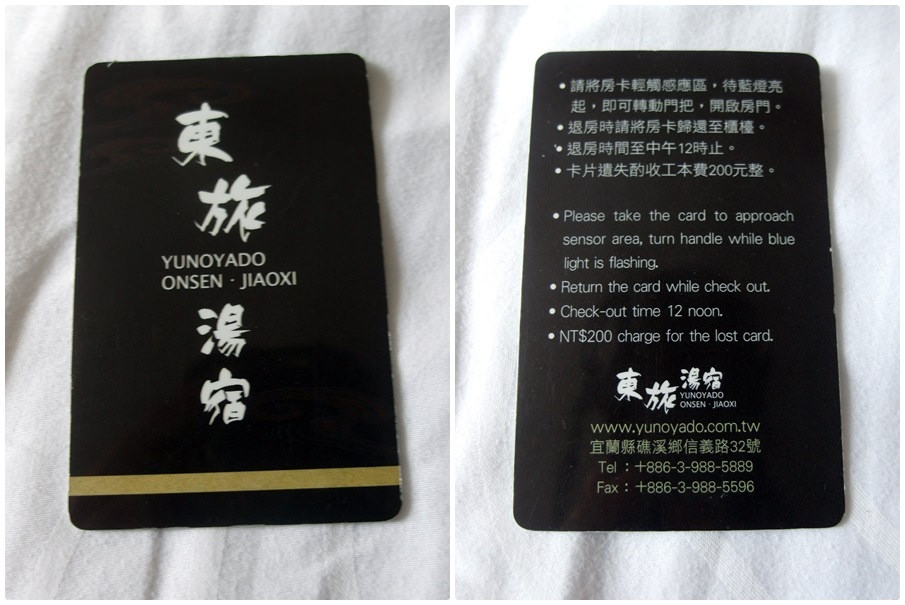 東旅
YUNOYADO
ONSEN · JIAOXI
湯宿
• 請將房卡輕觸感應區，待藍燈亮
起，即可轉動門把，開啟房門。
• 退房時請將房卡歸還至櫃檯。
• 退房時間至中午12時止。
• 卡片遺失酌收工本費200元整。
• Please take the card to approach
sensor area, turn handle while blue
light is flashing.
• Return the card while check out.
• Check-out time 12 noon.
• NT$200 charge for the lost card.
東旅湯宿
YUNOYADO
ONSEN · JIAOXI
www.yunoyado.com.tw
宜蘭縣礁溪鄉信義路32號
Tel：+886-3-988-5889
Fax：+886-3-988-5596